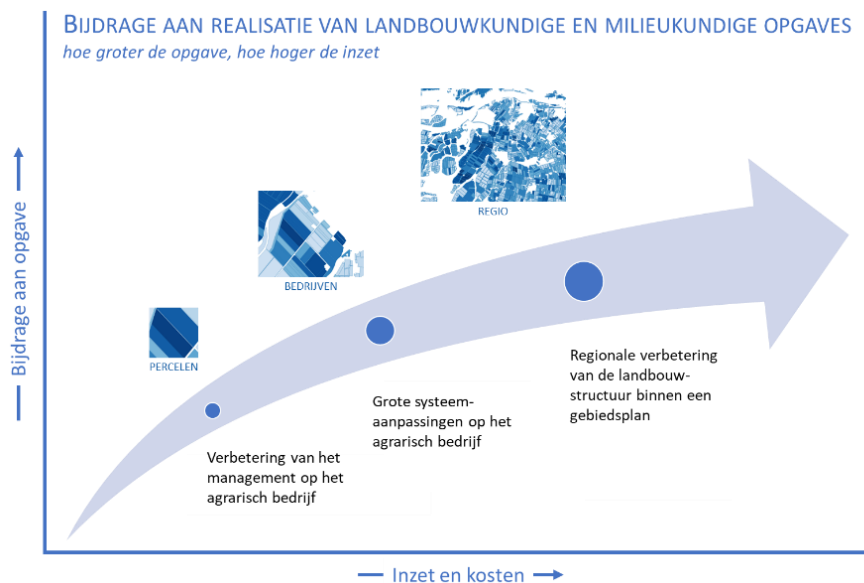 BIJDRAGE AAN REALISATIE VAN LANDBOUWKUNDIGE EN MILIEUKUNDIGE OPGAVES
hoe groter de opgave, hoe hoger de inzet
Bijdrage aan opgave
REGIO
BEDRIJVEN
PERCELEN
Verbetering van het
management op het
agrarisch bedrijf
Grote systeem-
aanpassingen op het
agrarisch bedrijf
Regionale verbetering
van de landbouw-
structuur binnen een
gebiedsplan
Inzet en kosten